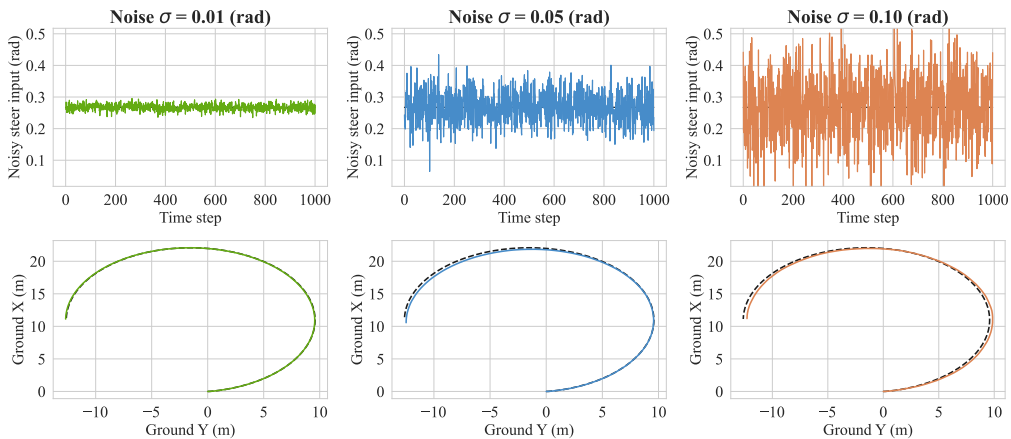 Noise σ = 0.01 (rad) Noise σ = 0.05 (rad) Noise σ = 0.10 (rad)
Noisy steer input (rad)
0.5
0.4
0.3
0.2
0.1
0 200 400 600 800 1000
Time step
Noisy steer input (rad)
0.5
0.4
0.3
0.2
0.1
0 200 400 600 800 1000
Time step
Noisy steer input (rad)
0.5
0.4
0.3
0.2
0.1
0 200 400 600 800 1000
Time step
Ground X (m)
20
15
10
5
0
−10 −5 0 5 10
Ground Y (m)
Ground X (m)
20
15
10
5
0
−10 −5 0 5 10
Ground Y (m)
Ground X (m)
20
15
10
5
0
−10 −5 0 5 10
Ground Y (m)